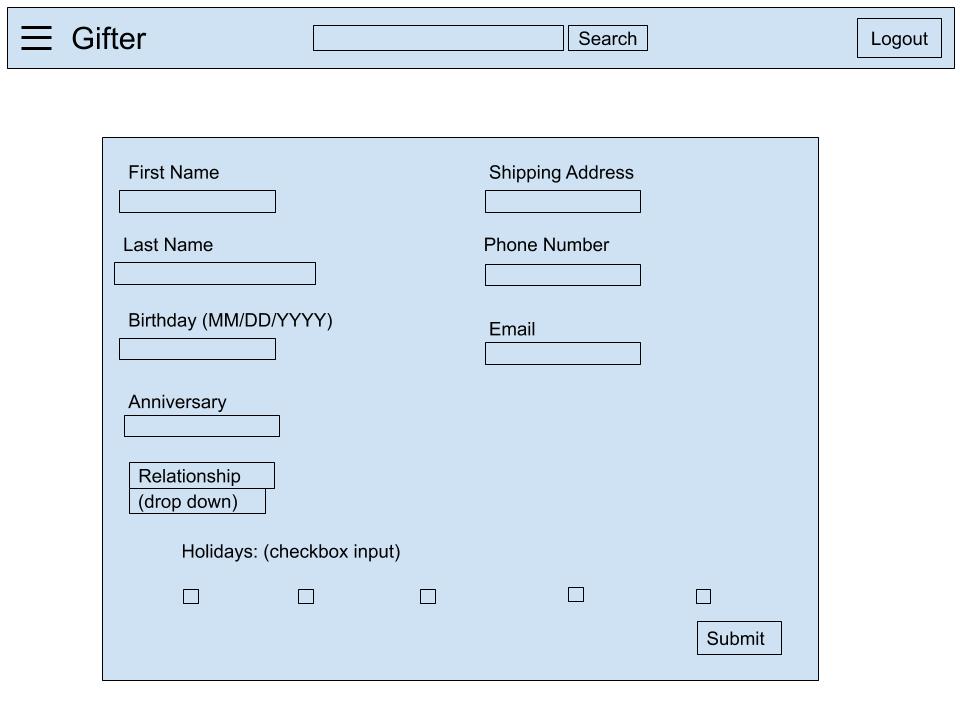 Gifter
Search
Logout
First Name
Shipping Address
Last Name
Phone Number
Birthday (MM/DD/YYYY)
Email
Anniversary
Relationship
(drop down)
Holidays: (checkbox input)
Submit